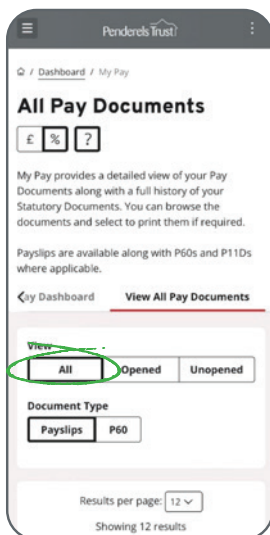 Penderels Trust
/ Dashboard / My Pay
All Pay Documents
£ % ?
My Pay provides a detailed view of your Pay
Documents along with a full history of your
Statutory Documents. You can browse the
documents and select to print them if required.
Payslips are available along with P60s and P11Ds
where applicable.
ay Dashboard View All Pay Documents
View
All Opened Unopened
Document Type
Payslips P60
Results per page: 12
Showing 12 results